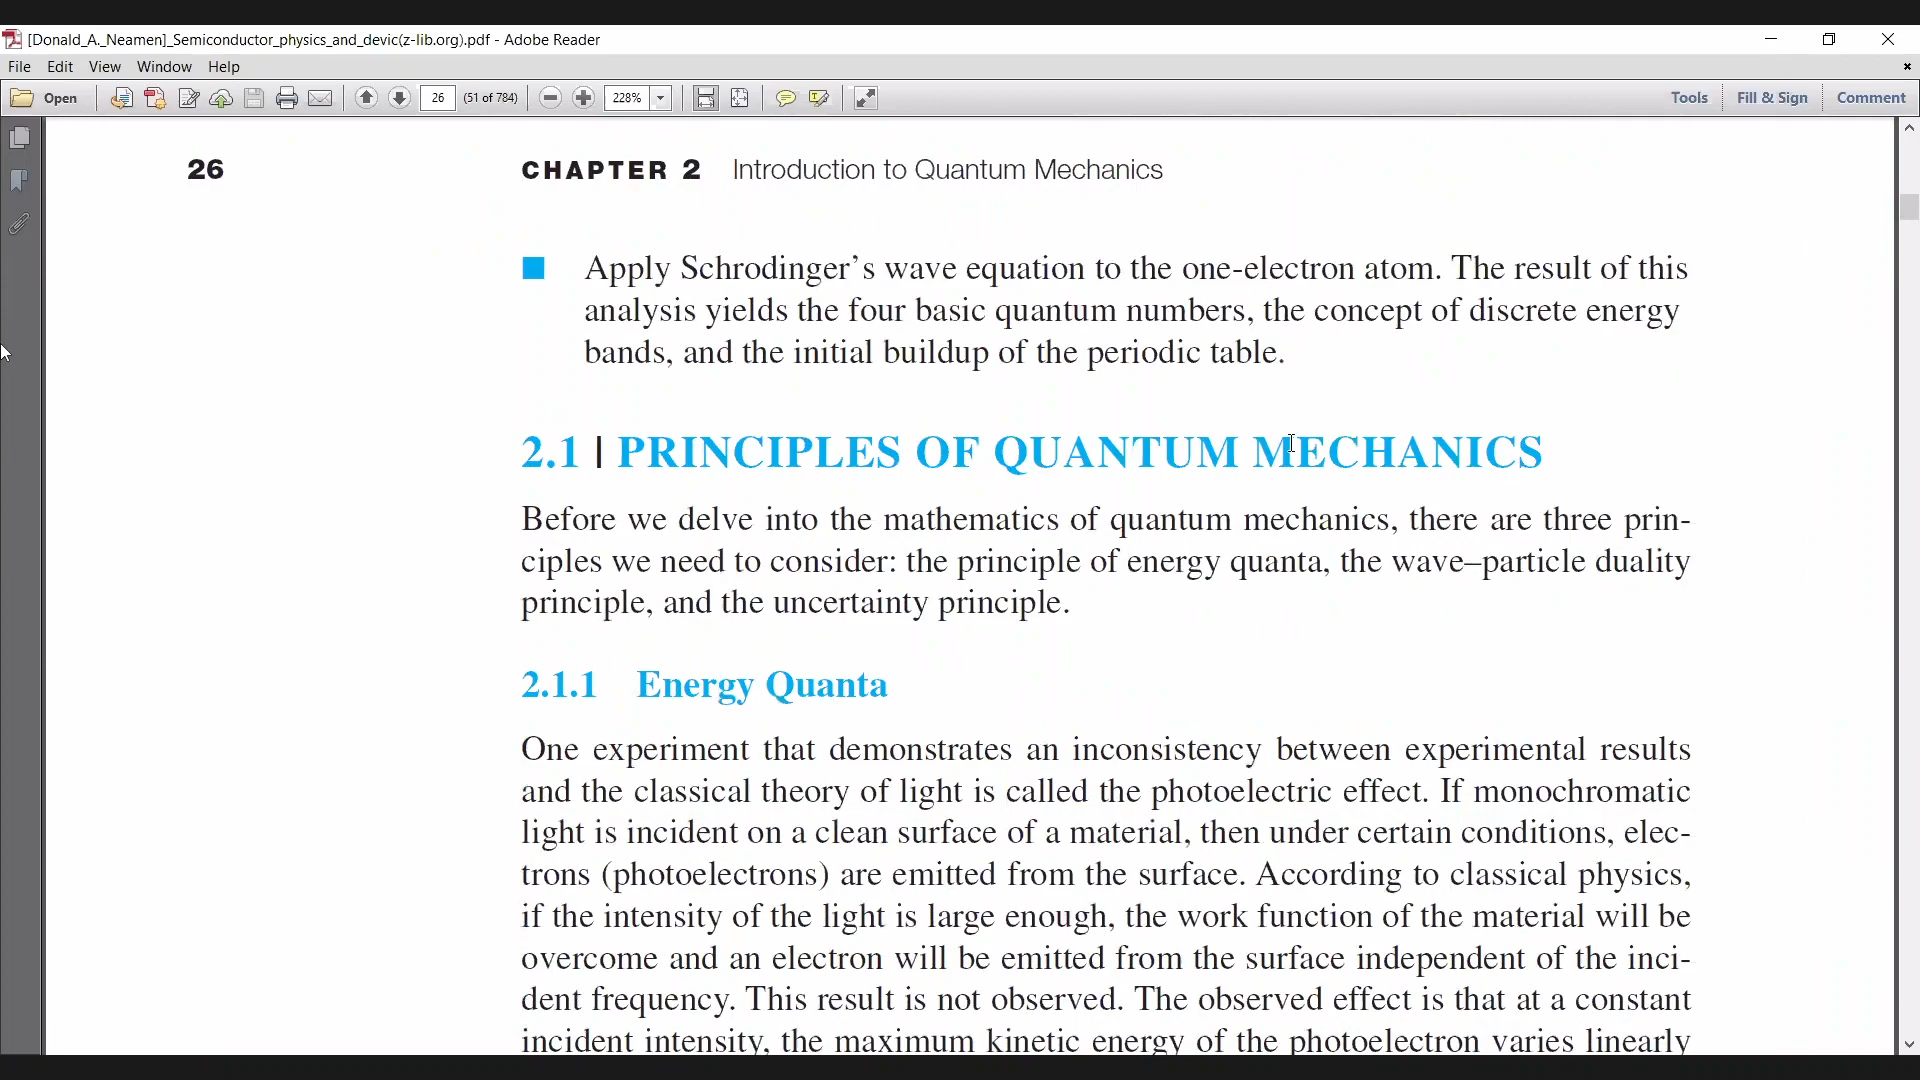 [Donald_A._Neamen]_Semiconductor_physics_and_devic(z-lib.org).pdf - Adobe Reader
File Edit View Window Help
Open 26 (51 of 784) 228% Tools Fill & Sign Comment
26 CHAPTER 2 Introduction to Quantum Mechanics
Apply Schrodinger’s wave equation to the one-electron atom. The result of this
analysis yields the four basic quantum numbers, the concept of discrete energy
bands, and the initial buildup of the periodic table.
2.1 | PRINCIPLES OF QUANTUM MECHANICS
Before we delve into the mathematics of quantum mechanics, there are three prin-
ciples we need to consider: the principle of energy quanta, the wave–particle duality
principle, and the uncertainty principle.
2.1.1 Energy Quanta
One experiment that demonstrates an inconsistency between experimental results
and the classical theory of light is called the photoelectric effect. If monochromatic
light is incident on a clean surface of a material, then under certain conditions, elec-
trons (photoelectrons) are emitted from the surface. According to classical physics,
if the intensity of the light is large enough, the work function of the material will be
overcome and an electron will be emitted from the surface independent of the inci-
dent frequency. This result is not observed. The observed effect is that at a constant
incident intensity, the maximum kinetic energy of the photoelectron varies linearly